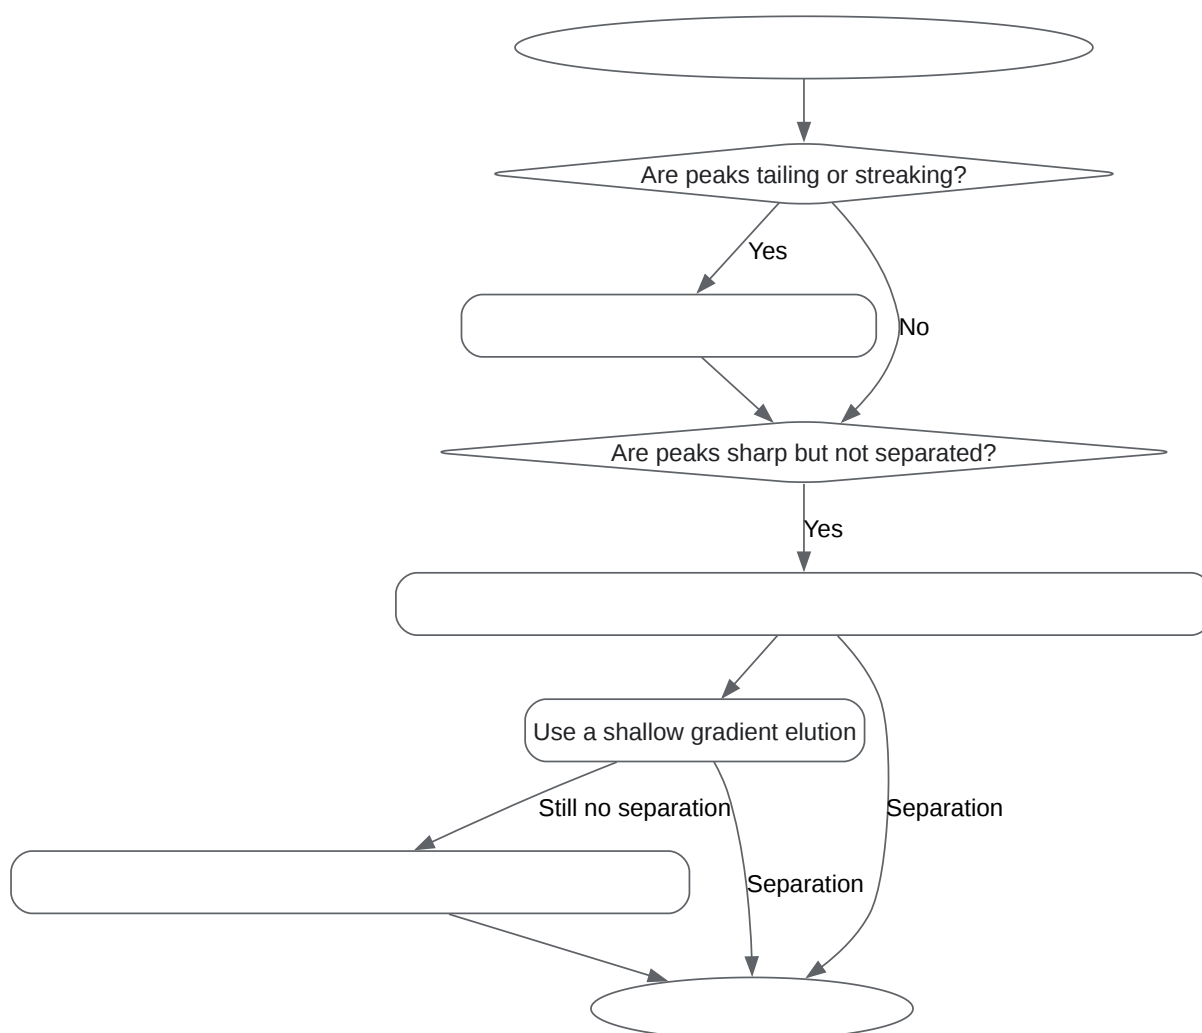 Are peaks tailing or streaking?
Yes
No
Are peaks sharp but not separated?
Yes
Use a shallow gradient elution
Still no separation
Separation
Separation